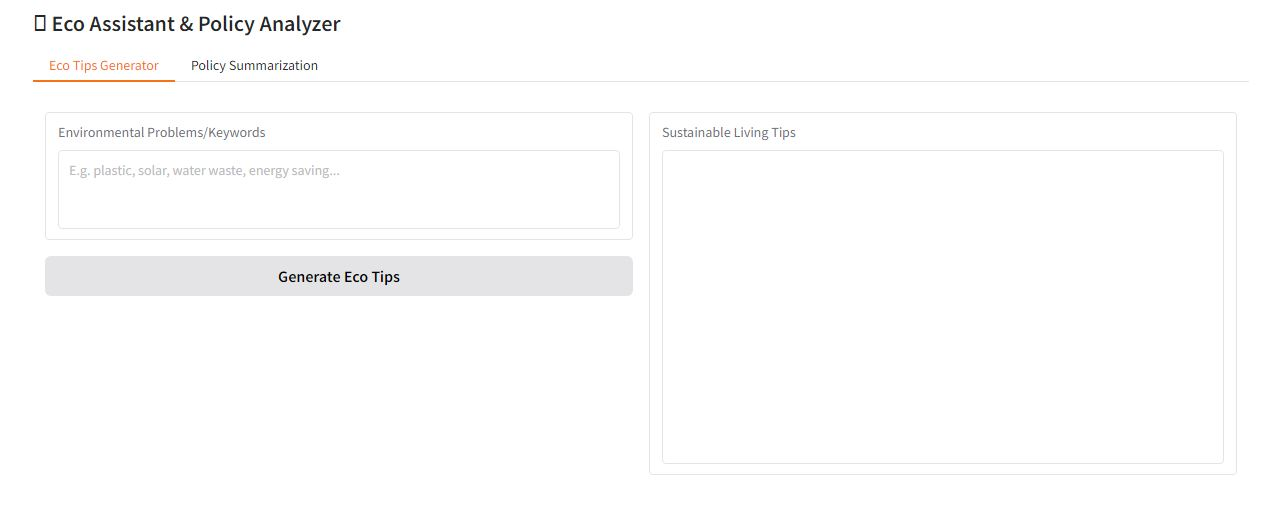 Eco Assistant & Policy Analyzer
Eco Tips Generator
Policy Summarization
Environmental Problems/Keywords
E.g. plastic, solar, water waste, energy saving...
Generate Eco Tips
Sustainable Living Tips